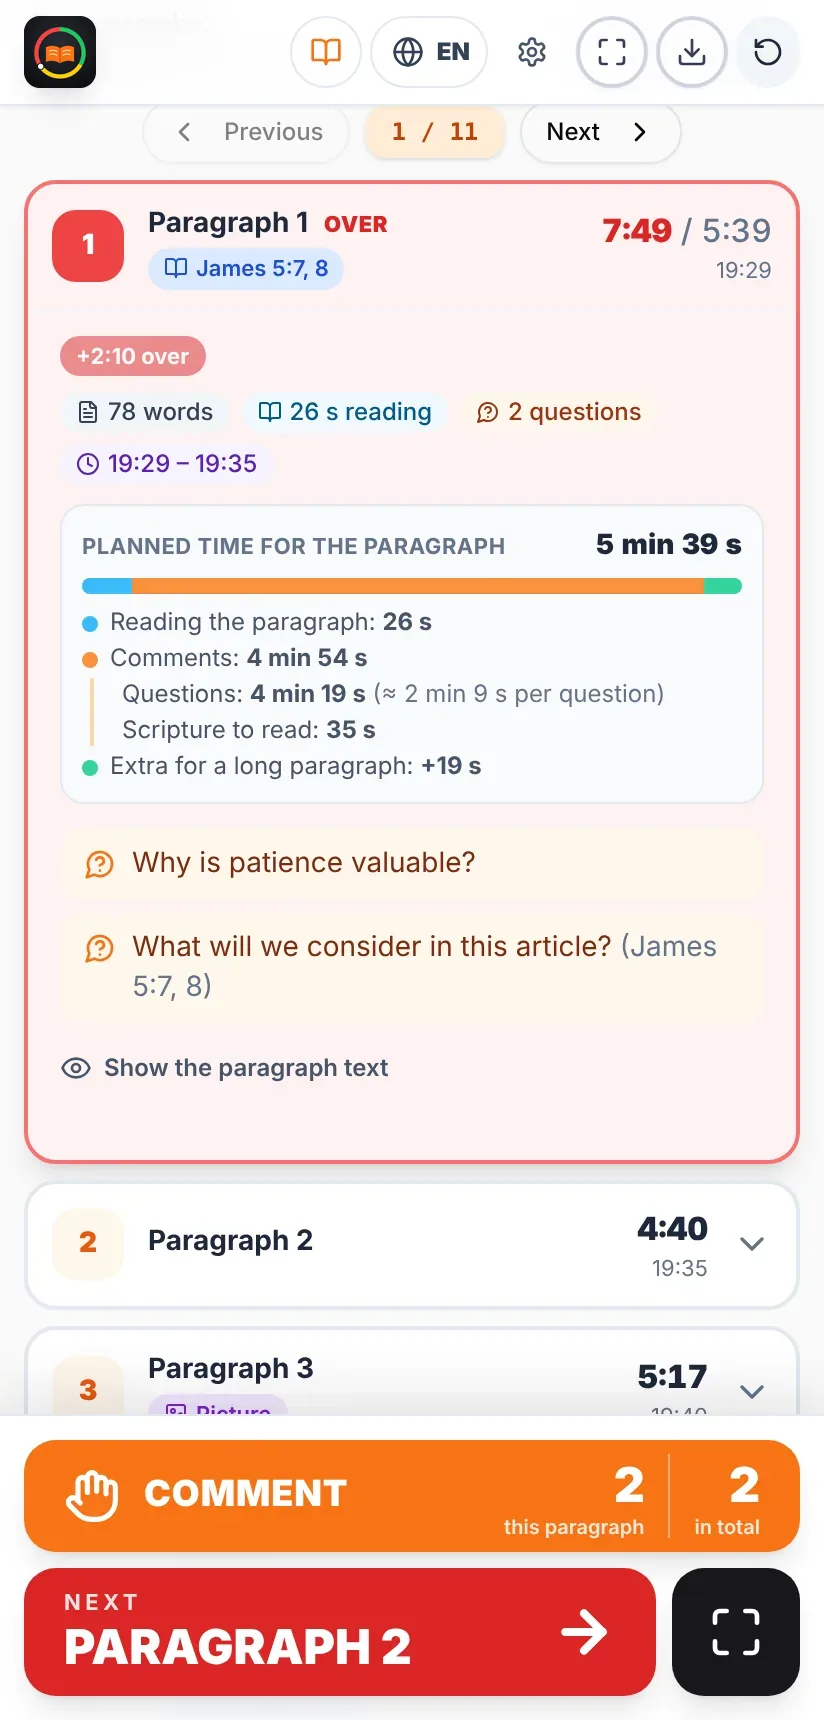 EN
Previous
1 / 11
Next
1
Paragraph 1 OVER
7:49 / 5:39
James 5:7, 8
19:29
+2:10 over
78 words
26 s reading
2 questions
19:29 – 19:35
PLANNED TIME FOR THE PARAGRAPH
5 min 39 s
Reading the paragraph: 26 s
Comments: 4 min 54 s
Questions: 4 min 19 s (≈ 2 min 9 s per question)
Scripture to read: 35 s
Extra for a long paragraph: +19 s
Why is patience valuable?
What will we consider in this article? (James
5:7, 8)
Show the paragraph text
2
Paragraph 2
4:40
19:35
3
Paragraph 3
5:17
Picture
19:40
COMMENT
2
this paragraph
2
in total
NEXT
PARAGRAPH 2